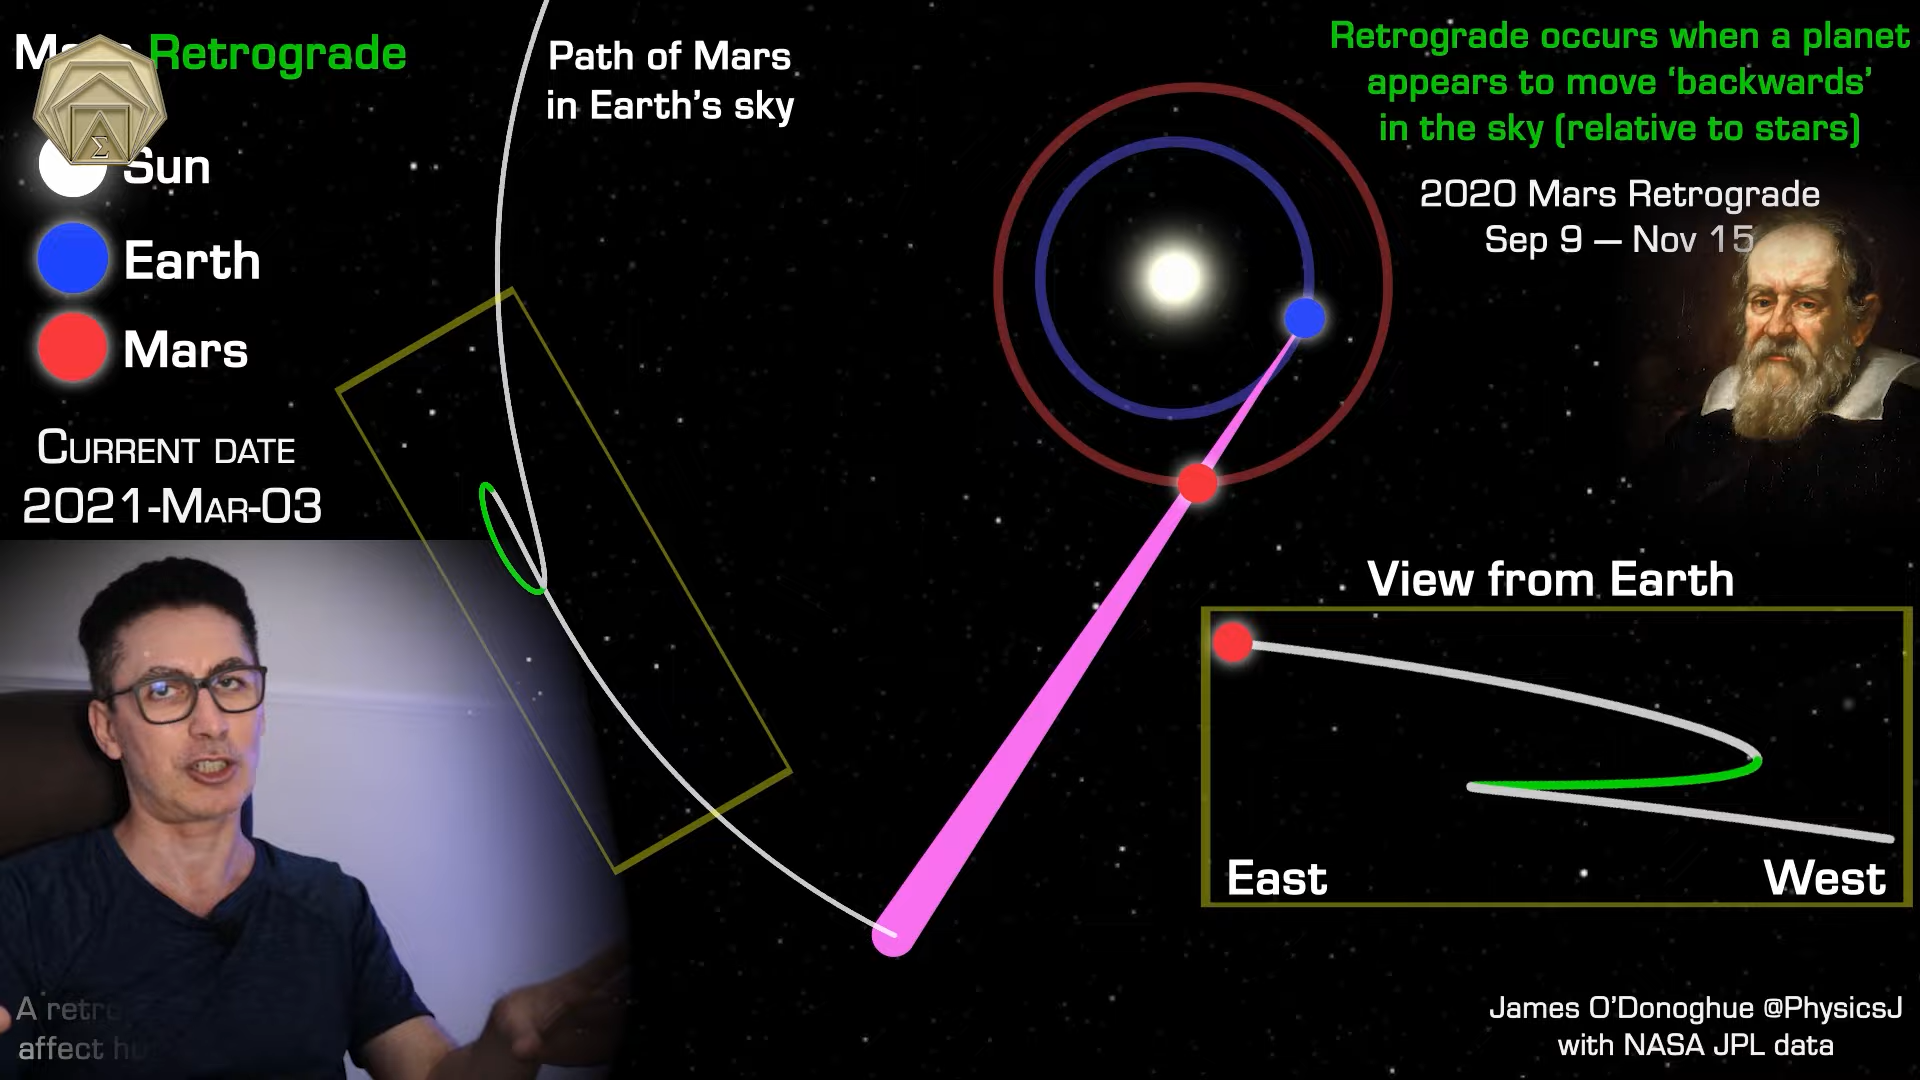 Retrograde
Sun
Earth
Mars
CURRENT DATE
2021-MAR-03
Path of Mars
in Earth's sky
Retrograde occurs when a planet
appears to move ‘backwards’
in the sky (relative to stars)
2020 Mars Retrograde
Sep 9 — Nov 15
View from Earth
East
West
A retr
affect
James O'Donoghue @PhysicsJ
with NASA JPL data
Σ